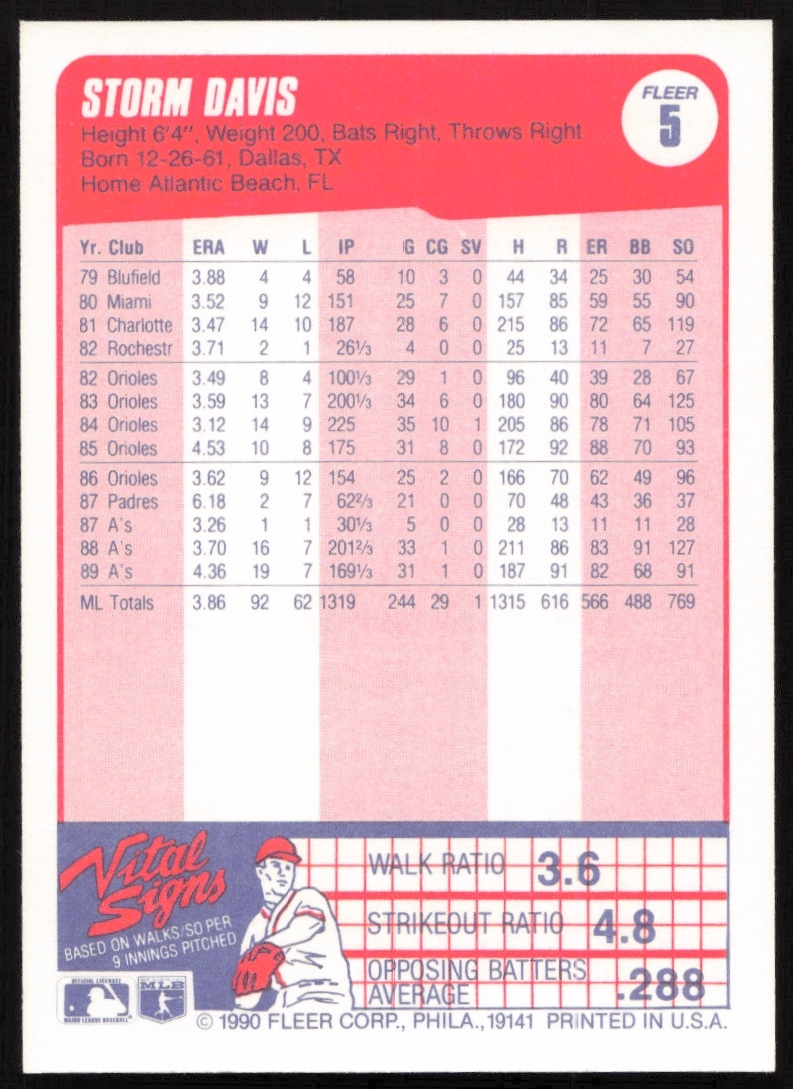 STORM DAVIS
Height 6'4", Weight 200, Bats Right, Throws Right
Born 12-26-61, Dallas, TX
Home Atlantic Beach, FL
FLEER
5
Yr. Club ERA W L IP G CG SV H R ER BB SO
79 Blufield 3.88 4 4 58 10 3 0 44 34 25 30 54
80 Miami 3.52 9 12 151 25 7 0 157 85 59 55 90
81 Charlotte 3.47 14 10 187 28 6 0 215 86 72 65 119
82 Rochestr 3.71 2 1 26⅓ 4 0 0 25 13 11 7 27
82 Orioles 3.49 8 4 100⅓ 29 1 0 96 40 39 28 67
83 Orioles 3.59 13 7 200⅓ 34 6 0 180 90 80 64 125
84 Orioles 3.12 14 9 225 35 10 1 205 86 78 71 105
85 Orioles 4.53 10 8 175 31 8 0 172 92 88 70 93
86 Orioles 3.62 9 12 154 25 2 0 166 70 62 49 96
87 Padres 6.18 2 7 62⅔ 21 0 0 70 48 43 36 37
87 A's 3.26 1 1 30⅓ 5 0 0 28 13 11 11 28
88 A's 3.70 16 7 201⅔ 33 1 0 211 86 83 91 127
89 A's 4.36 19 7 169⅓ 31 1 0 187 91 82 68 91
ML Totals 3.86 92 62 1319 244 29 1 1315 616 566 488 769
Vital
Signs
BASED ON WALKS/SO PER
9 INNINGS PITCHED
WALK RATIO 3.6
STRIKEOUT RATIO 4.8
OPPOSING BATTERS
AVERAGE .288
OFFICIAL LICENSEE
MAJOR LEAGUE BASEBALL
MLB
© 1990 FLEER CORP., PHILA., 19141 PRINTED IN U.S.A.